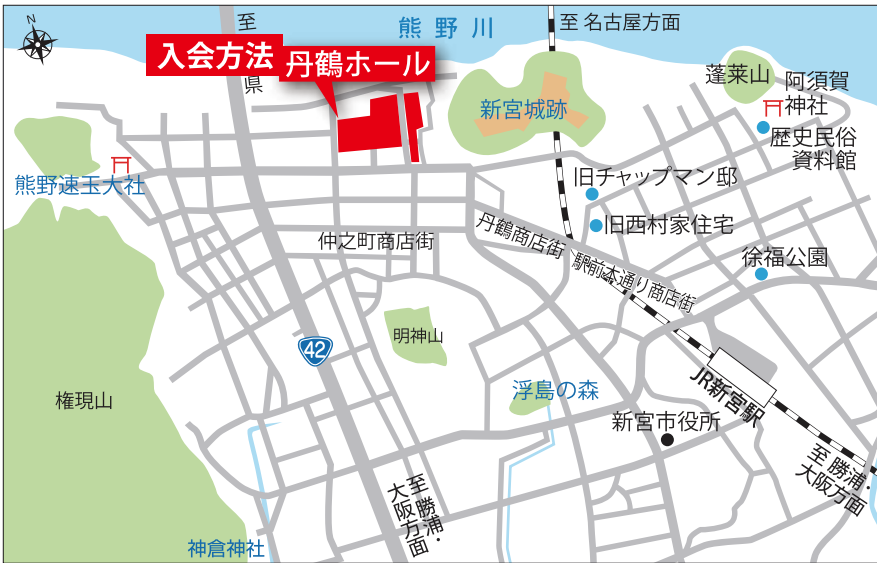 N
熊野川
至
県
至 名古屋方面
入会方法
丹鶴ホール
蓬莱山
阿須賀
神社
新宮城跡
歴史民俗
資料館
熊野速玉大社
旧チャップマン邸
旧西村家住宅
仲之町商店街
丹鶴商店街
駅前本通り商店街
徐福公園
明神山
42
権現山
浮島の森
JR新宮駅
新宮市役所
至 勝浦・
大阪方面
至 勝浦・
大阪方面
神倉神社